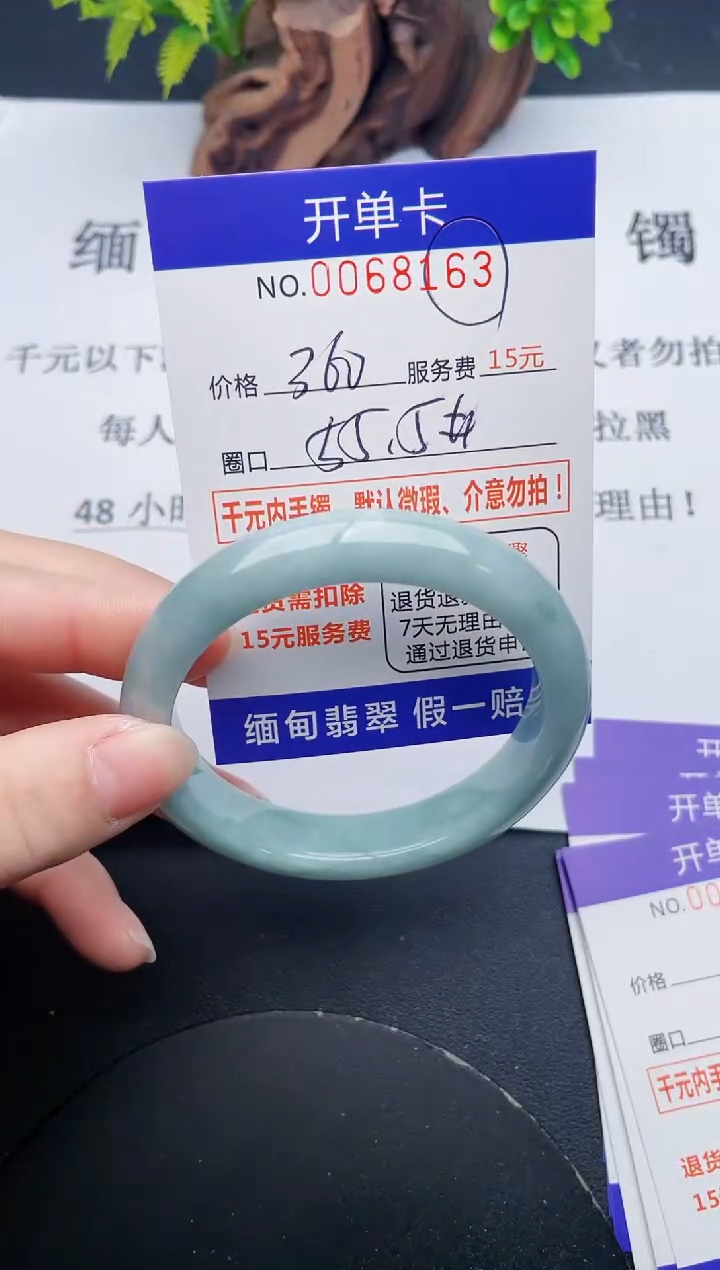 开单卡
NO.0068163
价格 360 服务费 15元
圈口 55.5
千元内手镯、默认微瑕、介意勿拍！
货需扣除
15元服务费
退货退
7天无理由
通过退货申
缅甸翡翠 假一赔
缅 镯
千元以下 者勿拍
每人 拉黑
48 小时 理由！
开
开单
开单
NO.00
价格
圈口
千元内手
退货
15